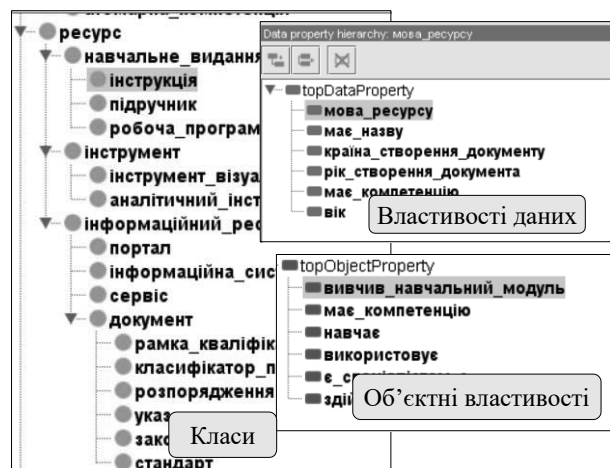 ресурс
навчальне_видання
інструкція
підручник
робоча_програм
інструмент
інструмент_візуа
аналітичний_інст
інформаційний_рес
портал
інформаційна_сис
сервіс
документ
рамка_кваліфік
класифікатор_п
розпорядження
указ
зако
стандарт
Класи
Data property hierarchy: мова_ресурсу
topDataProperty
мова_ресурсу
має_назву
країна_створення_документу
рік_створення_документа
має_компетенцію
вік
Властивості даних
topObjectProperty
вивчив_навчальний_модуль
має_компетенцію
навчає
використовує
здій
Об’єктні властивості